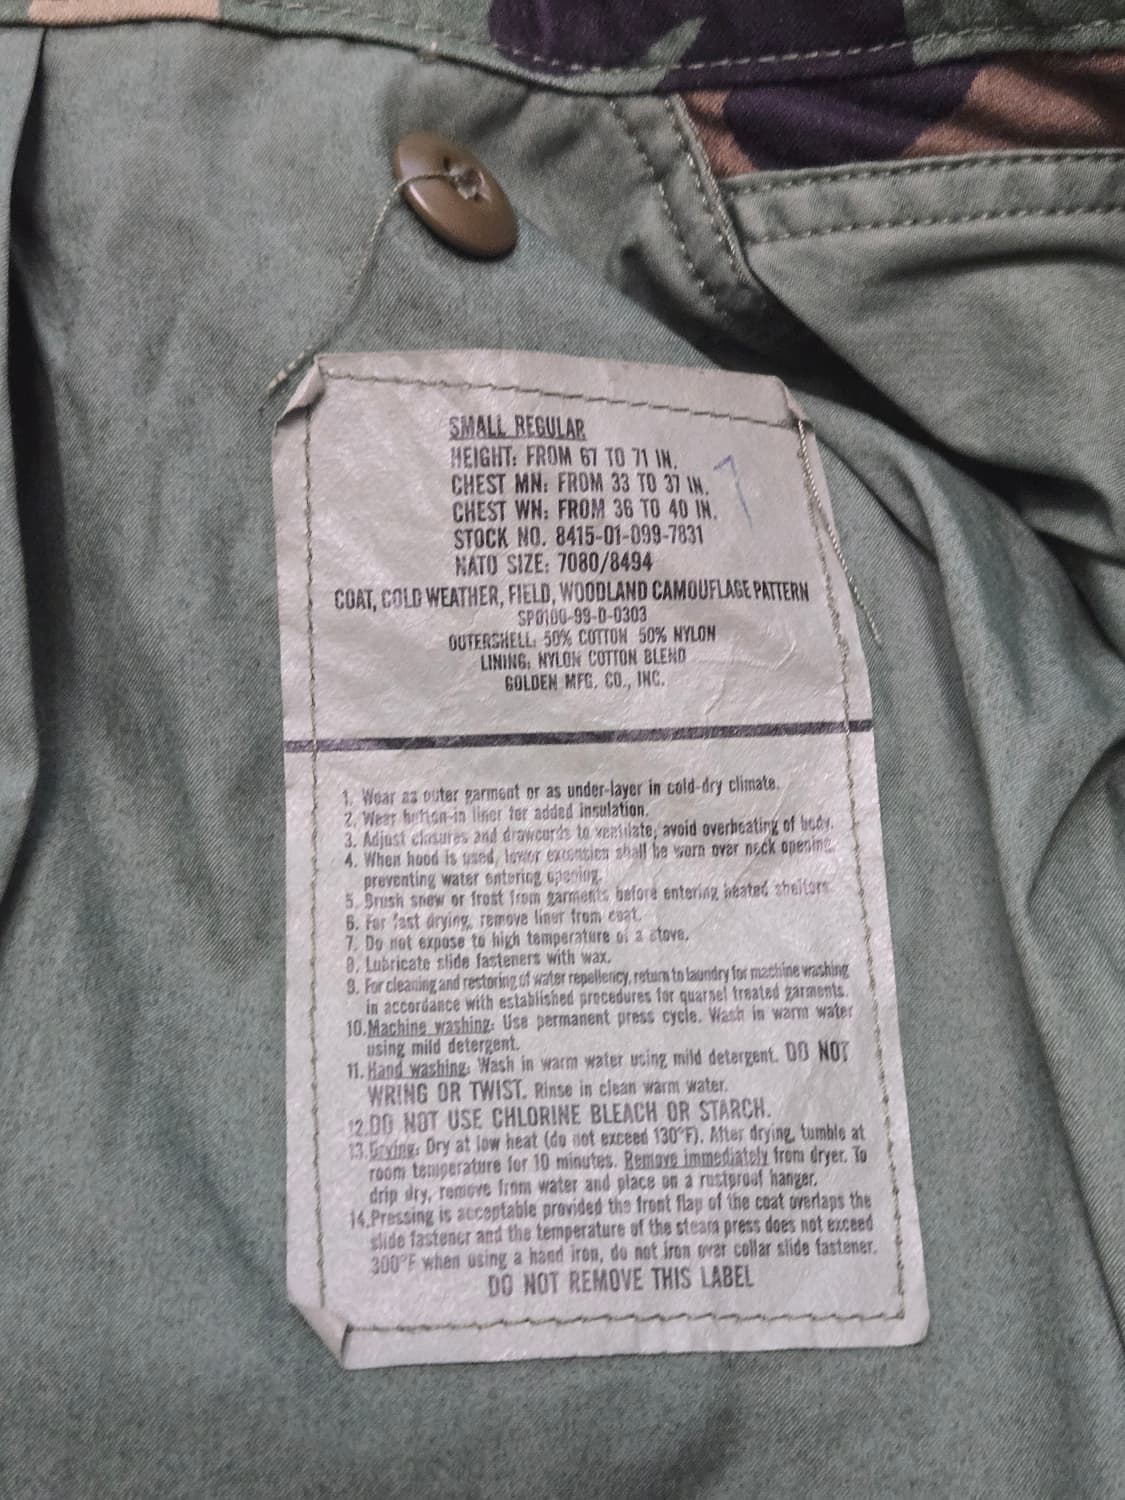 SMALL REGULAR
HEIGHT: FROM 67 TO 71 IN.
CHEST MN: FROM 33 TO 37 IN.
CHEST WN: FROM 36 TO 40 IN.
STOCK NO. 8415-01-099-7831
NATO SIZE: 7080/8494
COAT, COLD WEATHER, FIELD, WOODLAND CAMOUFLAGE PATTERN
SP0100-99-D-0303
OUTERSHELL: 50% COTTON 50% NYLON
LINING: NYLON COTTON BLEND
GOLDEN MFG. CO., INC.
1. Wear as outer garment or as under-layer in cold-dry climate.
2. Wear button-in liner for added insulation.
3. Adjust closures and drawcords to ventilate; avoid overheating of body.
4. When hood is used, lower extension shall be worn over neck opening
preventing water entering opening.
5. Brush snow or frost from garments before entering heated shelters.
6. For fast drying, remove liner from coat.
7. Do not expose to high temperature of a stove.
8. Lubricate slide fasteners with wax.
9. For cleaning and restoring of water repellency, return to laundry for machine washing
in accordance with established procedures for quarpel treated garments.
10. Machine washing: Use permanent press cycle. Wash in warm water
using mild detergent.
11. Hand washing: Wash in warm water using mild detergent. DO NOT
WRING OR TWIST. Rinse in clean warm water.
12. DO NOT USE CHLORINE BLEACH OR STARCH.
13. Drying: Dry at low heat (do not exceed 130°F). After drying, tumble at
room temperature for 10 minutes. Remove immediately from dryer. To
drip dry, remove from water and place on a rustproof hanger.
14. Pressing is acceptable provided the front flap of the coat overlaps the
slide fastener and the temperature of the steam press does not exceed
300°F when using a hand iron, do not iron over collar slide fastener.
DO NOT REMOVE THIS LABEL